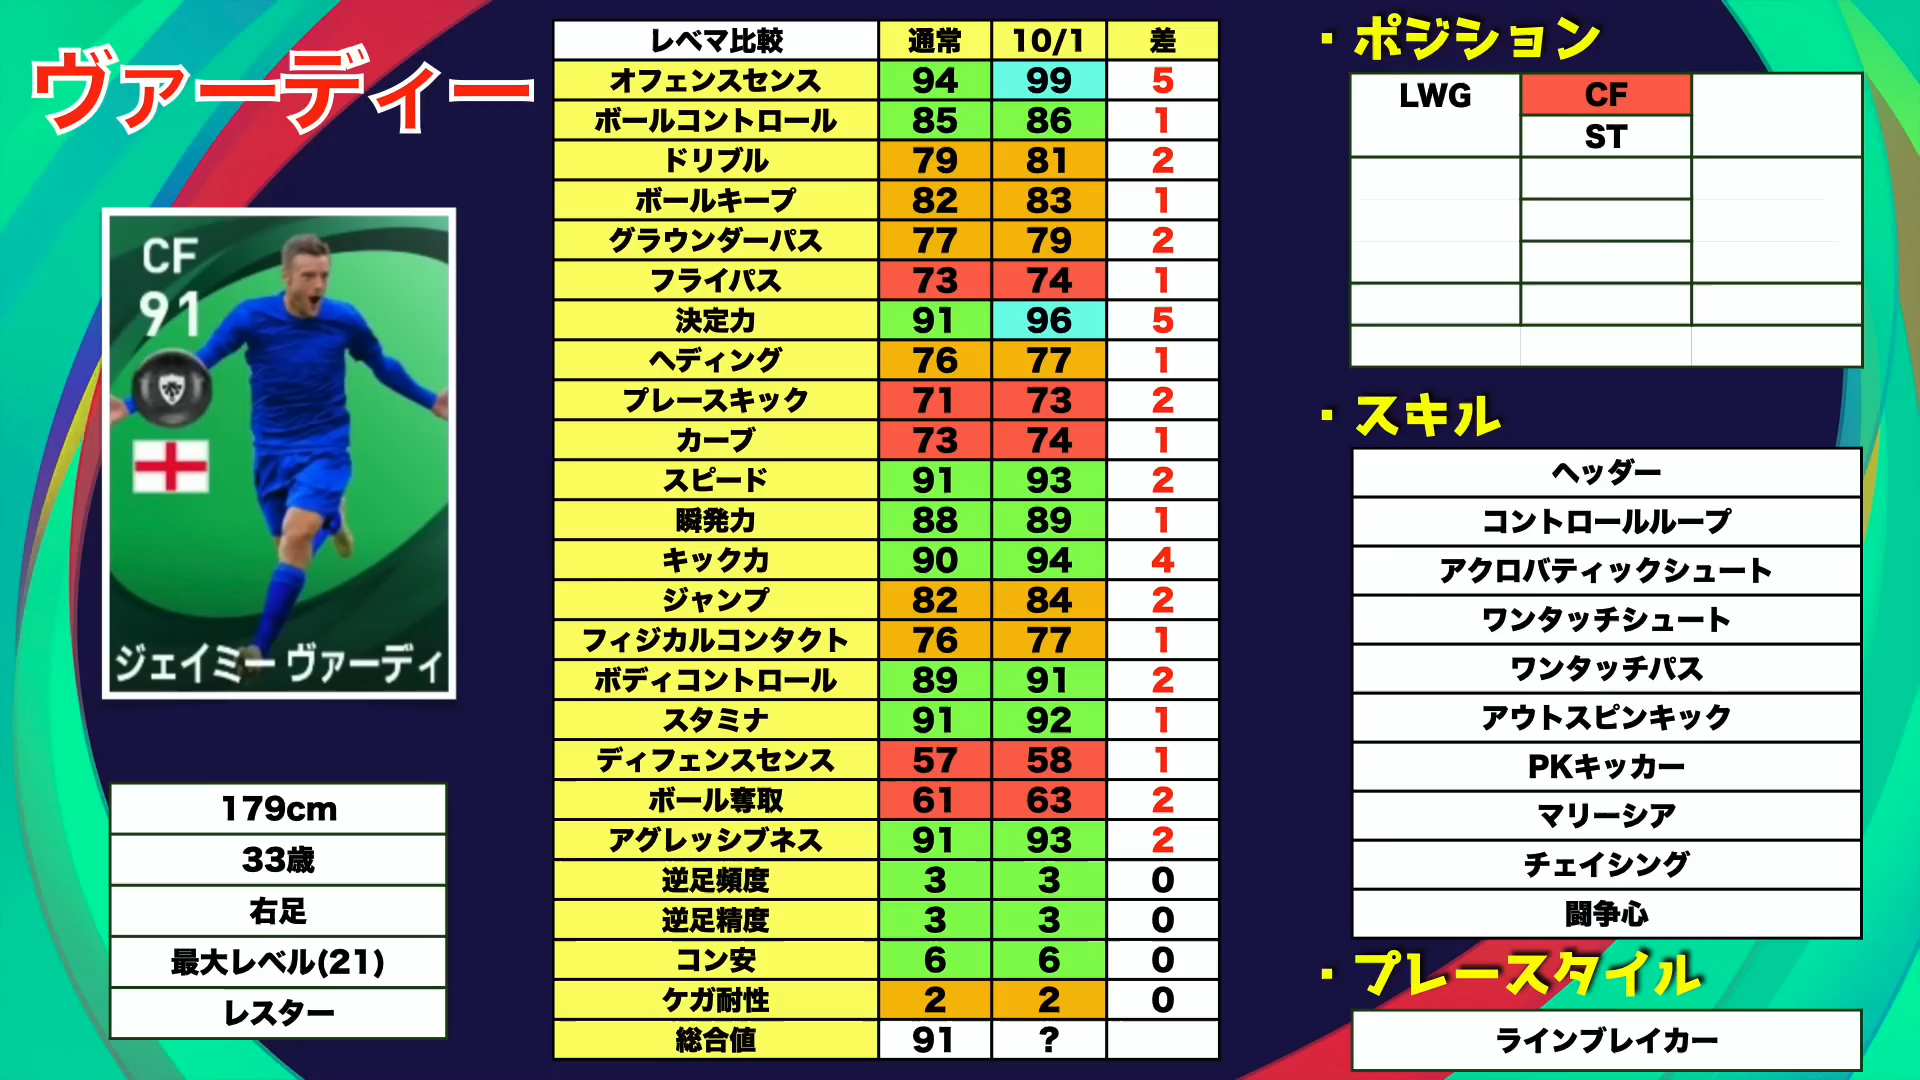 ヴァーディー
CF
91
ジェイミー ヴァーディ
179cm
33歳
右足
最大レベル(21)
レスター
レベマ比較 通常 10/1 差
オフェンスセンス 94 99 5
ボールコントロール 85 86 1
ドリブル 79 81 2
ボールキープ 82 83 1
グラウンダーパス 77 79 2
フライパス 73 74 1
決定力 91 96 5
ヘディング 76 77 1
プレースキック 71 73 2
カーブ 73 74 1
スピード 91 93 2
瞬発力 88 89 1
キック力 90 94 4
ジャンプ 82 84 2
フィジカルコンタクト 76 77 1
ボディコントロール 89 91 2
スタミナ 91 92 1
ディフェンスセンス 57 58 1
ボール奪取 61 63 2
アグレッシブネス 91 93 2
逆足頻度 3 3 0
逆足精度 3 3 0
コン安 6 6 0
ケガ耐性 2 2 0
総合値 91 ?
・ポジション
LWG CF
ST
・スキル
ヘッダー
コントロールループ
アクロバティックシュート
ワンタッチシュート
ワンタッチパス
アウトスピンキック
PKキッカー
マリーシア
チェイシング
闘争心
・プレースタイル
ラインブレイカー